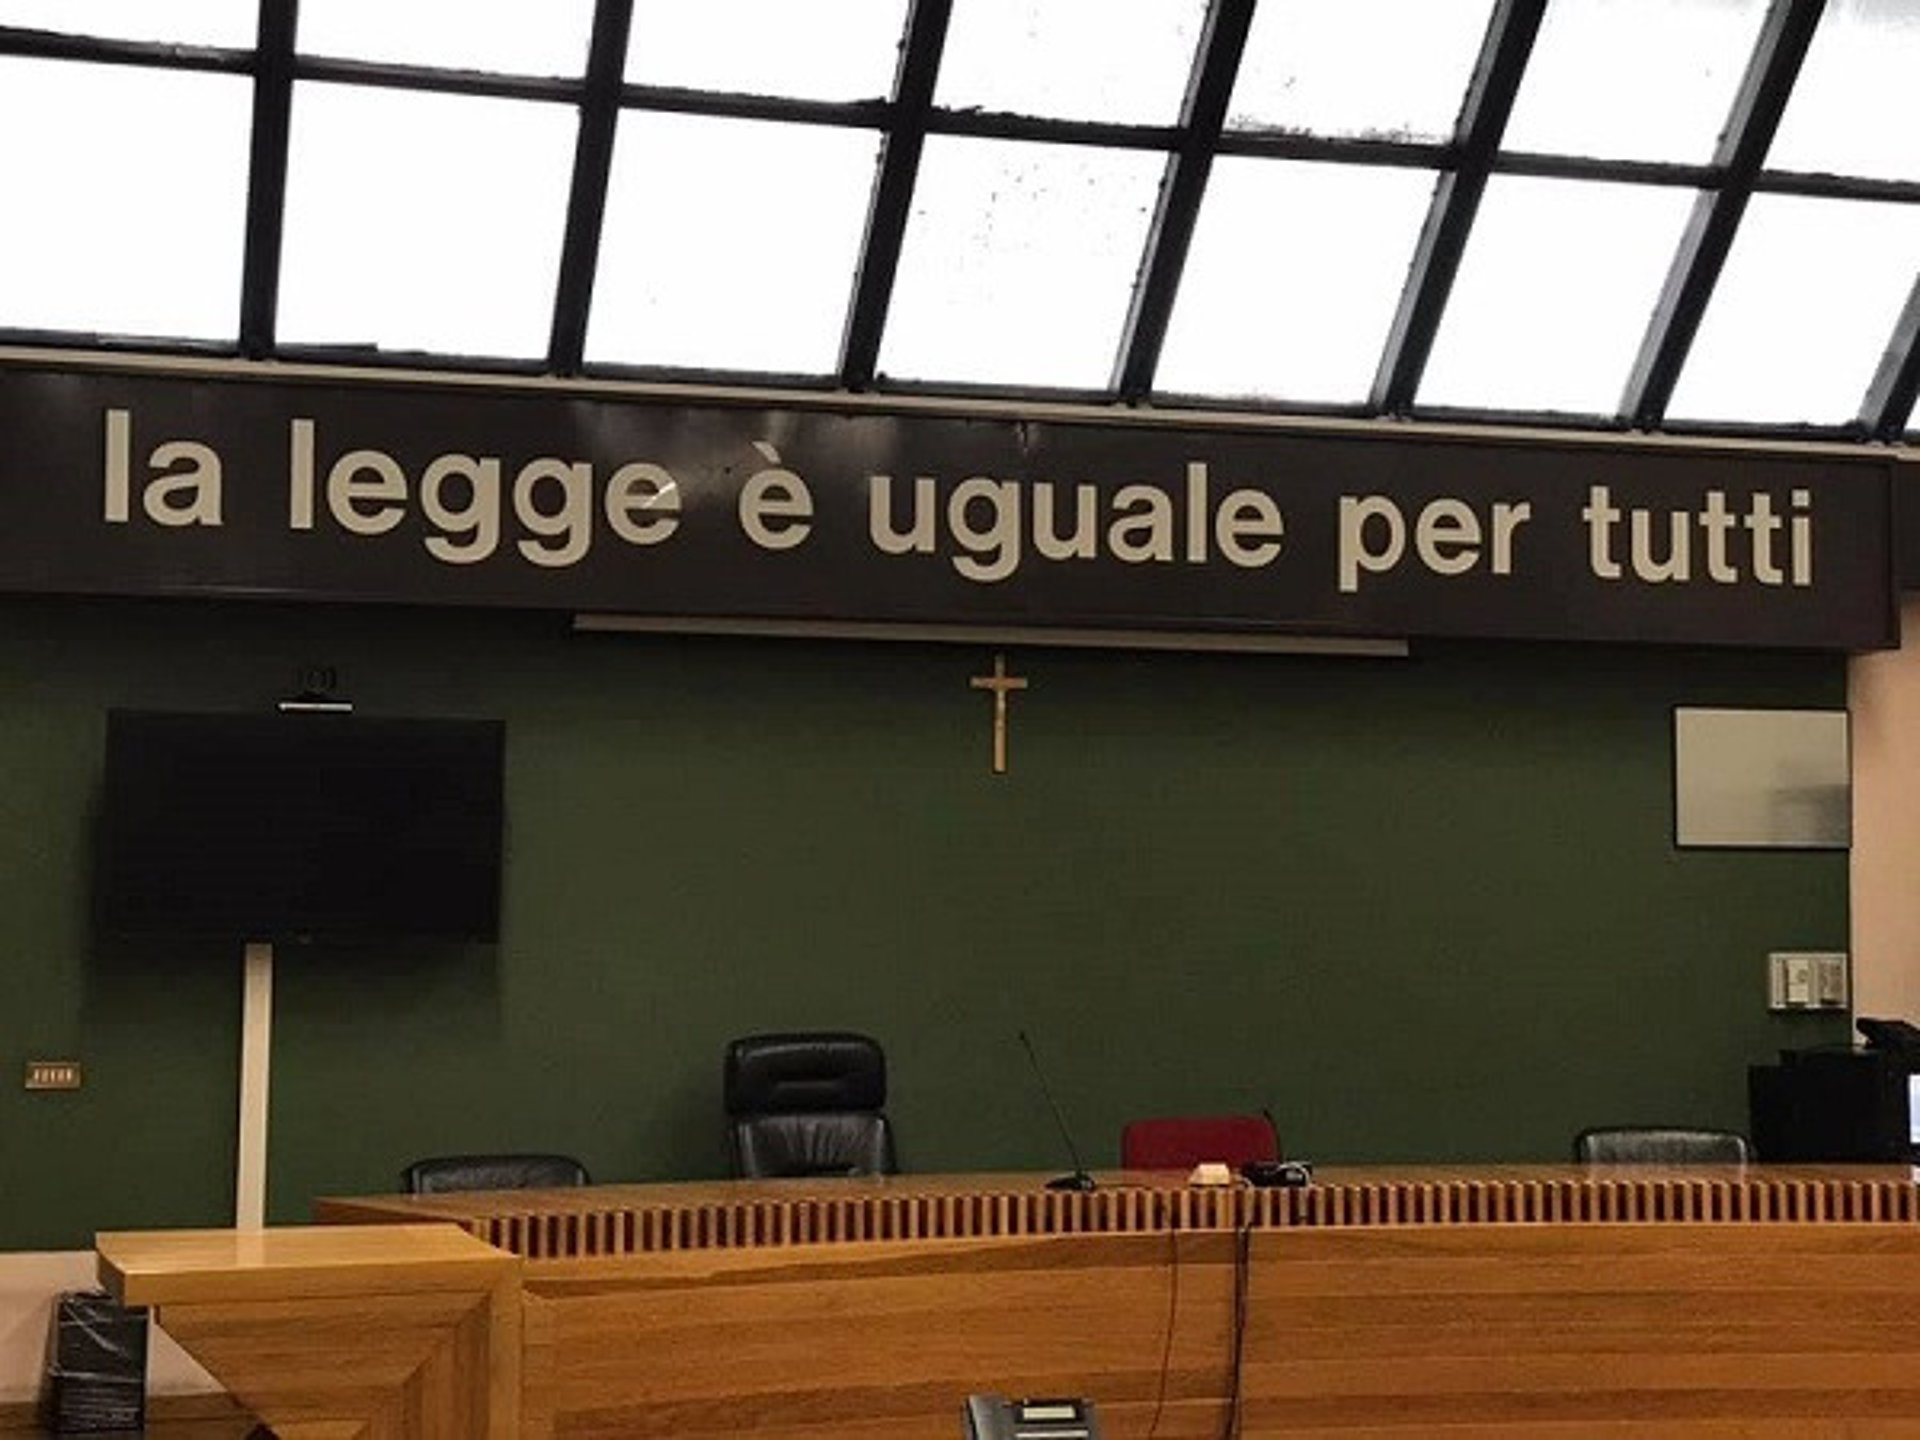 la legge è uguale per tutti